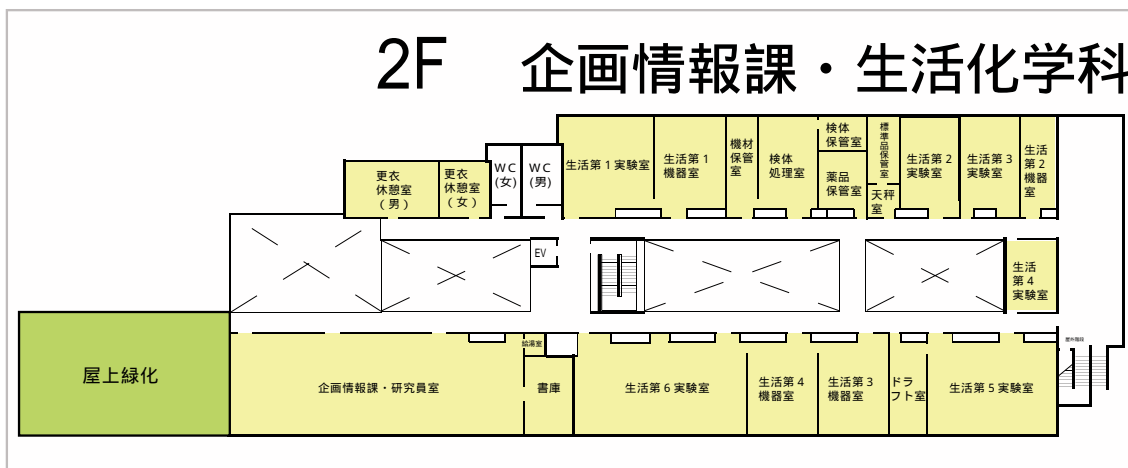 2F 企画情報課・生活化学科
更衣
休憩室
（男）
更衣
休憩室
（女）
WC
(女)
WC
(男)
生活第1実験室
生活第1
機器室
機材
保管
室
検体
処理室
検体
保管室
薬品
保管室
標準品保管室
天秤
室
生活第2
実験室
生活第3
実験室
生活
第2
機器
室
EV
生活
第4
実験室
屋上緑化
企画情報課・研究員室
給湯室
書庫
生活第6実験室
生活第4
機器室
生活第3
機器室
ドラ
フト室
生活第5実験室
屋外階段